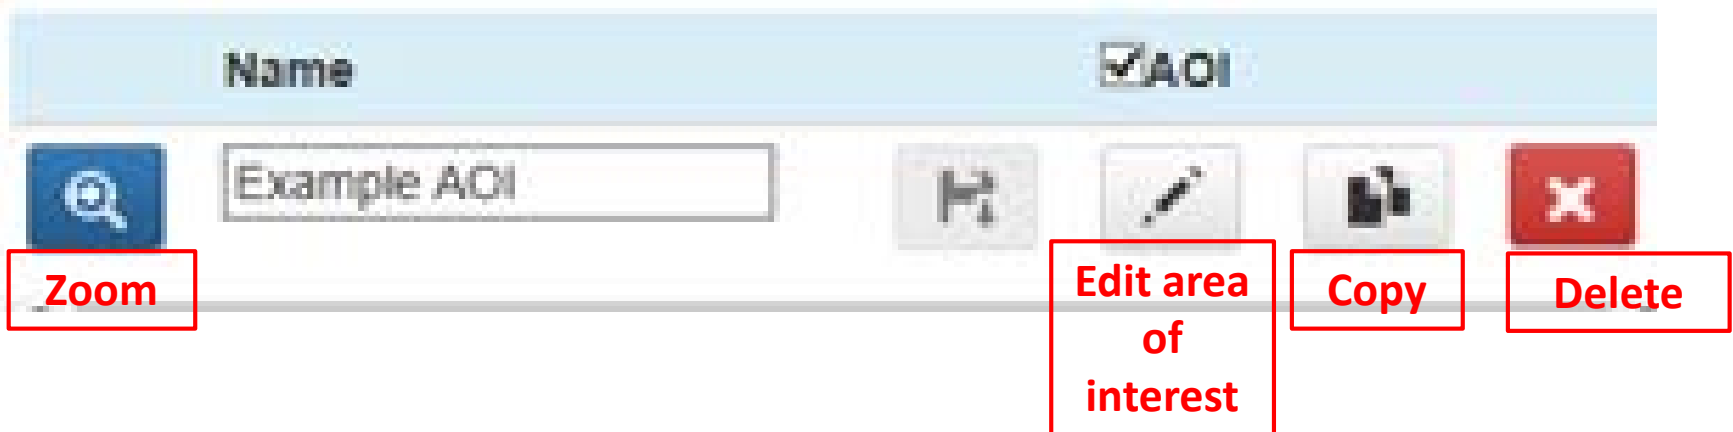 Name AOI
Example AOI
Zoom
Edit area
of
interest
Copy
Delete